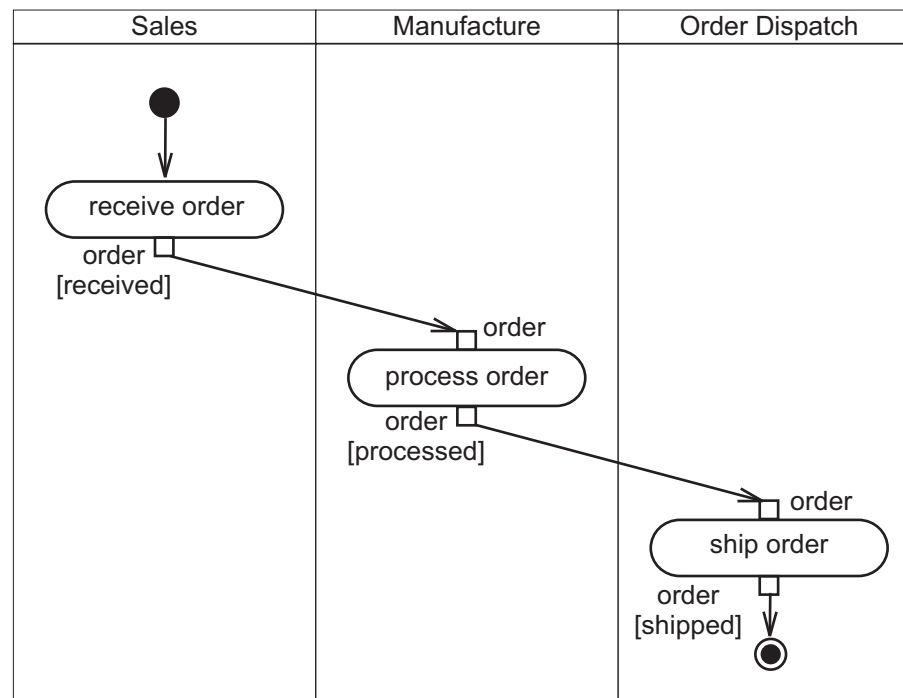 Sales
Manufacture
Order Dispatch
receive order
order
[received]
order
process order
order
[processed]
order
ship order
order
[shipped]